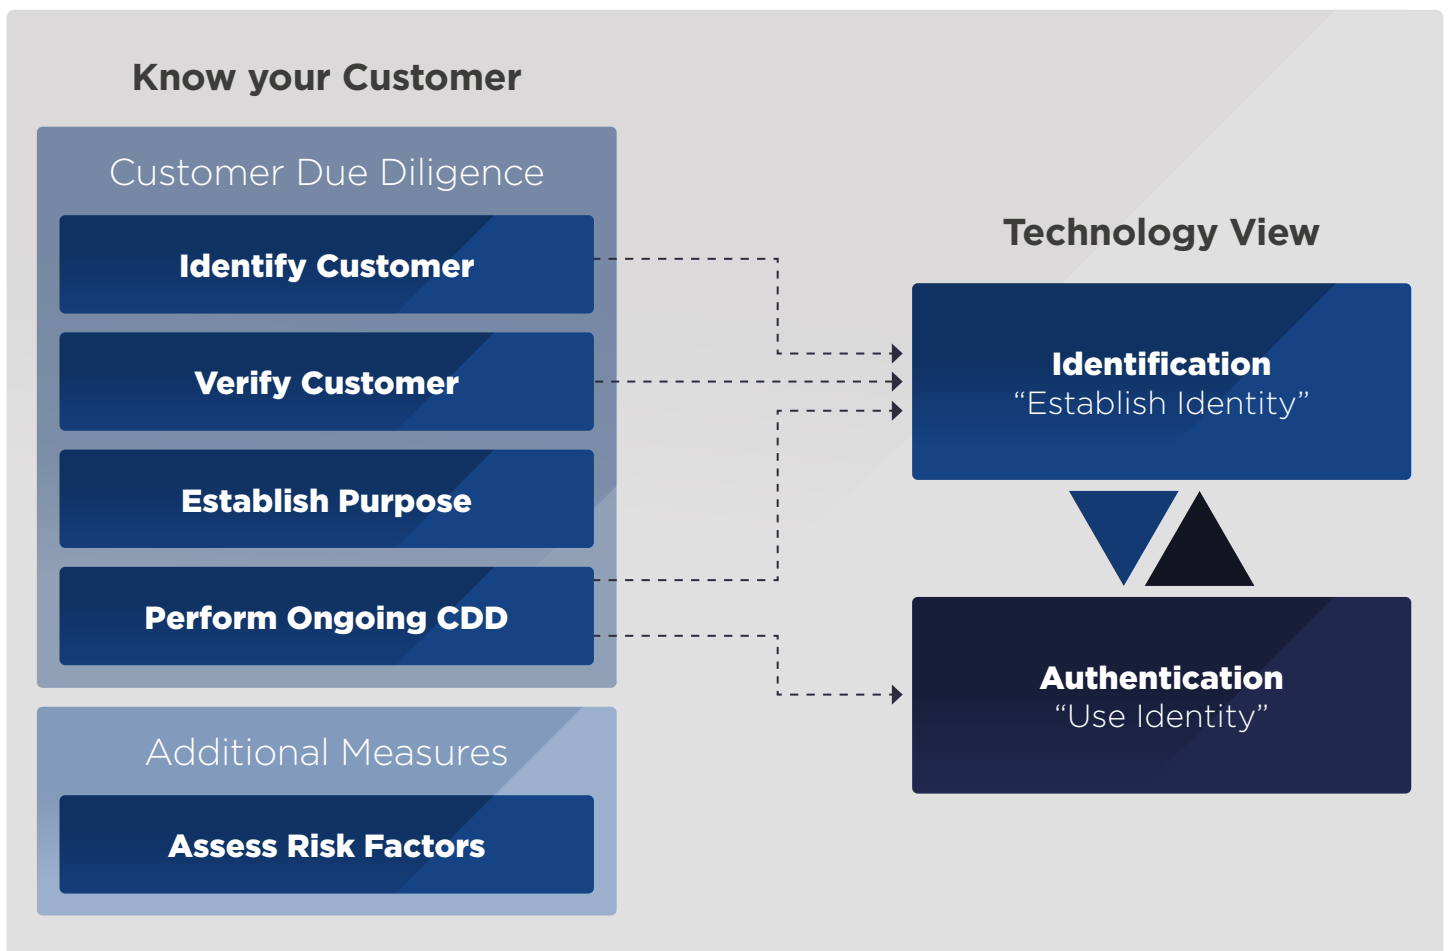 Know your Customer
Customer Due Diligence
Identify Customer
Verify Customer
Establish Purpose
Perform Ongoing CDD
Additional Measures
Assess Risk Factors
Technology View
Identification
“Establish Identity”
Authentication
“Use Identity”